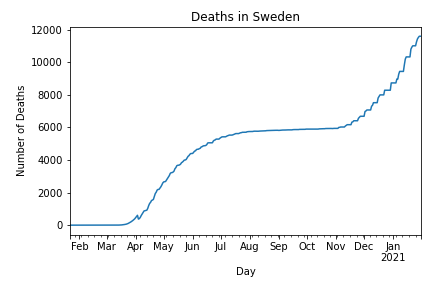 Deaths in Sweden
12000
10000
8000
6000
4000
2000
0
Number of Deaths
Feb Mar Apr May Jun Jul Aug Sep Oct Nov Dec Jan
2021
Day